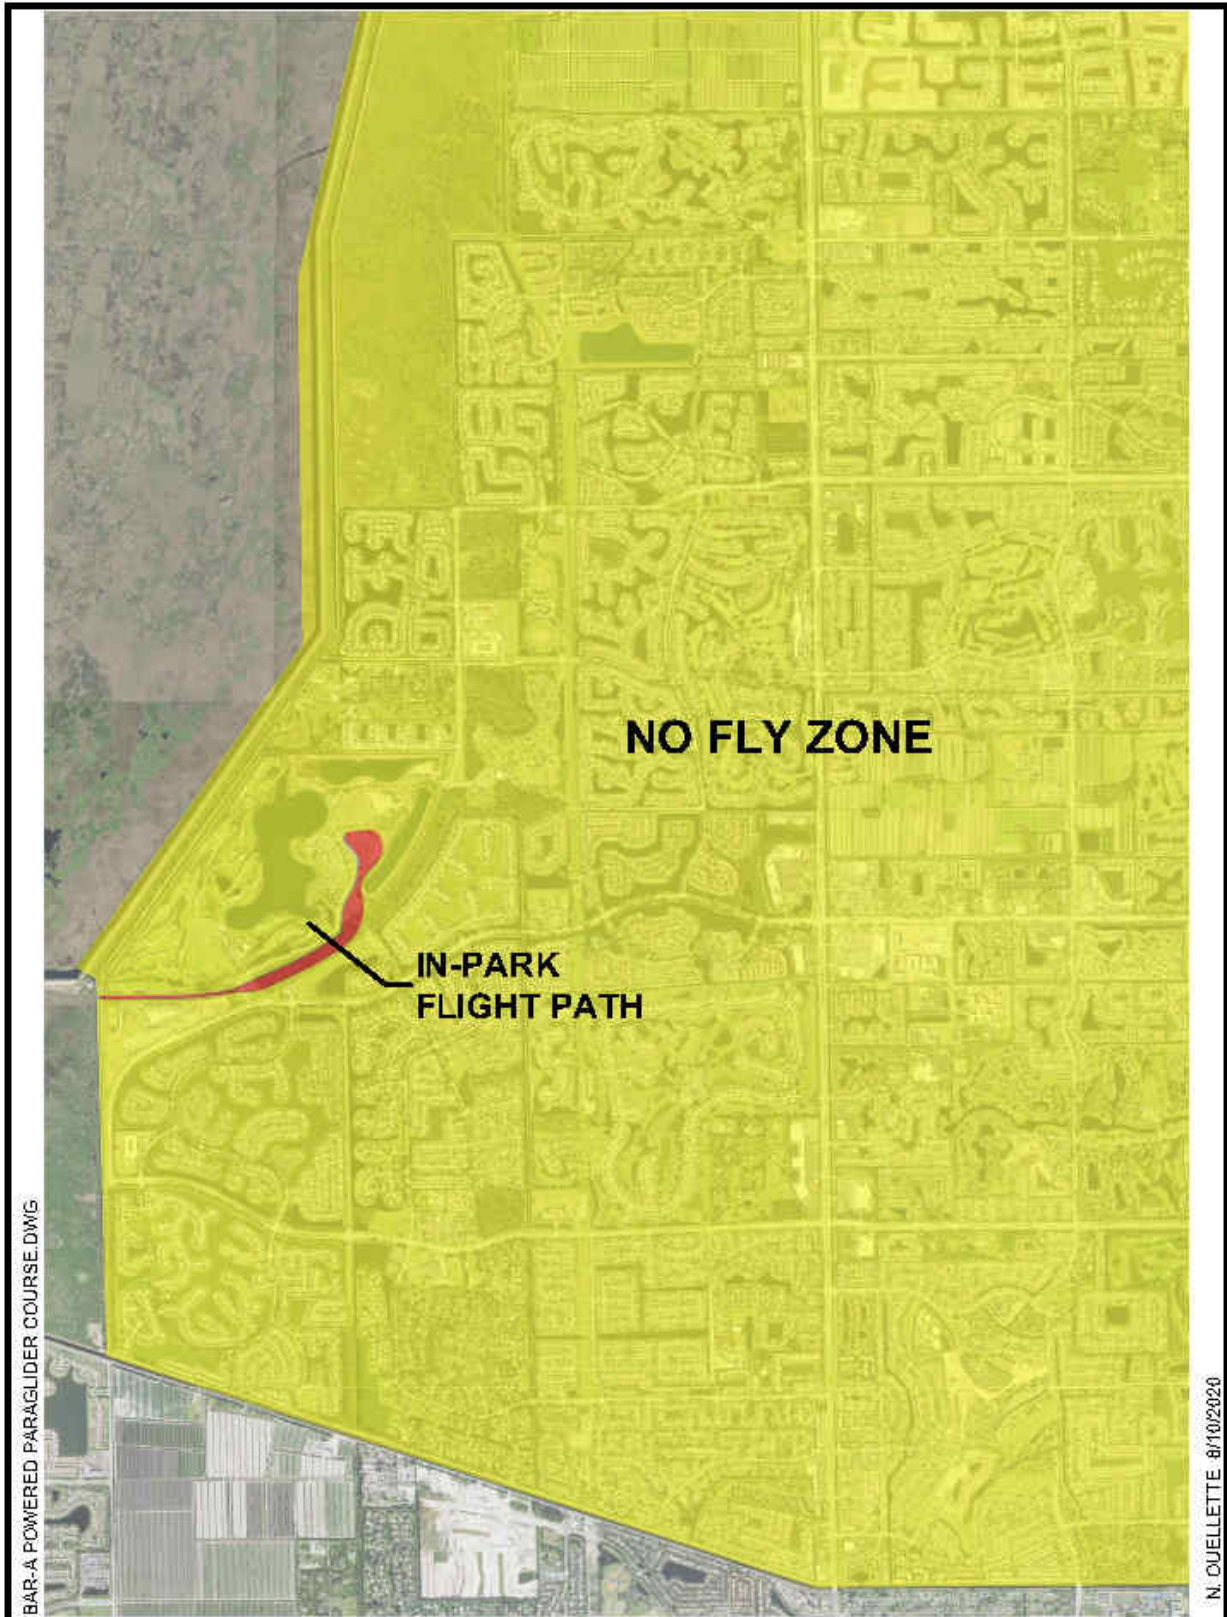 NO FLY ZONE
IN-PARK
FLIGHT PATH
BAR-A POWERED PARAGLIDER COURSE.DWG
N. OUELLETTE 8/10/2020